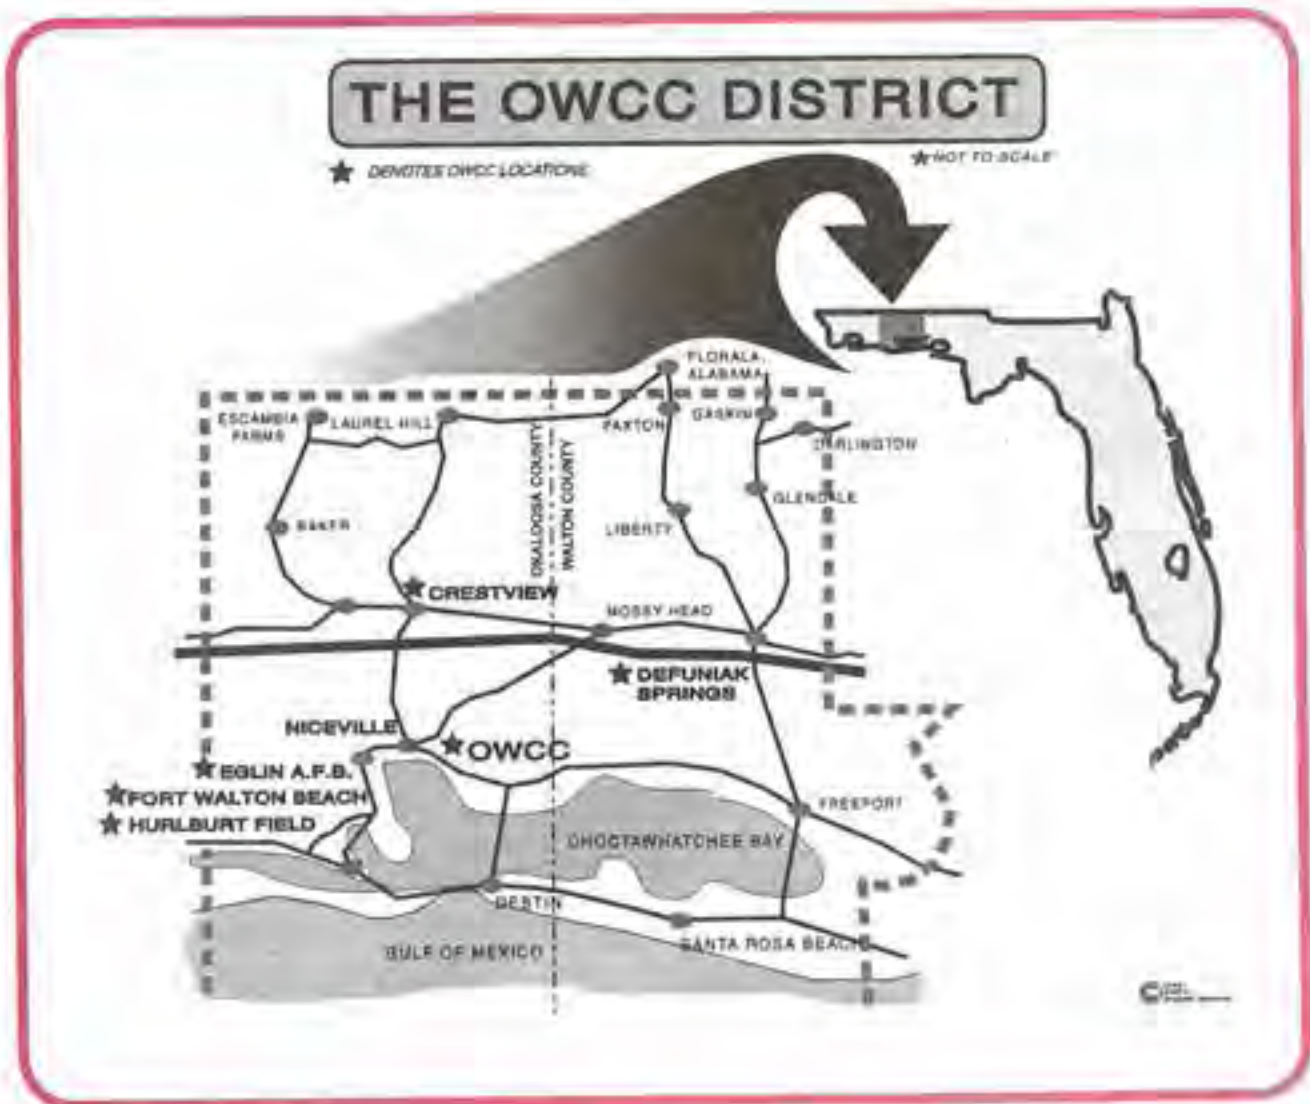 THE OWCC DISTRICT
★ DENOTES OWCC LOCATIONS
★ NOT TO SCALE
FLORALA,
ALABAMA
ESCAMBIA
FARMS
LAUREL HILL
PAXTON
GASKIN
DARLINGTON
OKALOOSA COUNTY
WALTON COUNTY
GLENDALE
BAKER
LIBERTY
★ CRESTVIEW
MOSSY HEAD
★ DEFUNIAK
SPRINGS
NICEVILLE
★ OWCC
★ EGLIN A.F.B.
★ FORT WALTON BEACH
★ HURLBURT FIELD
FREEPORT
CHOCTAWHATCHEE BAY
DESTIN
SANTA ROSA BEACH
GULF OF MEXICO
©